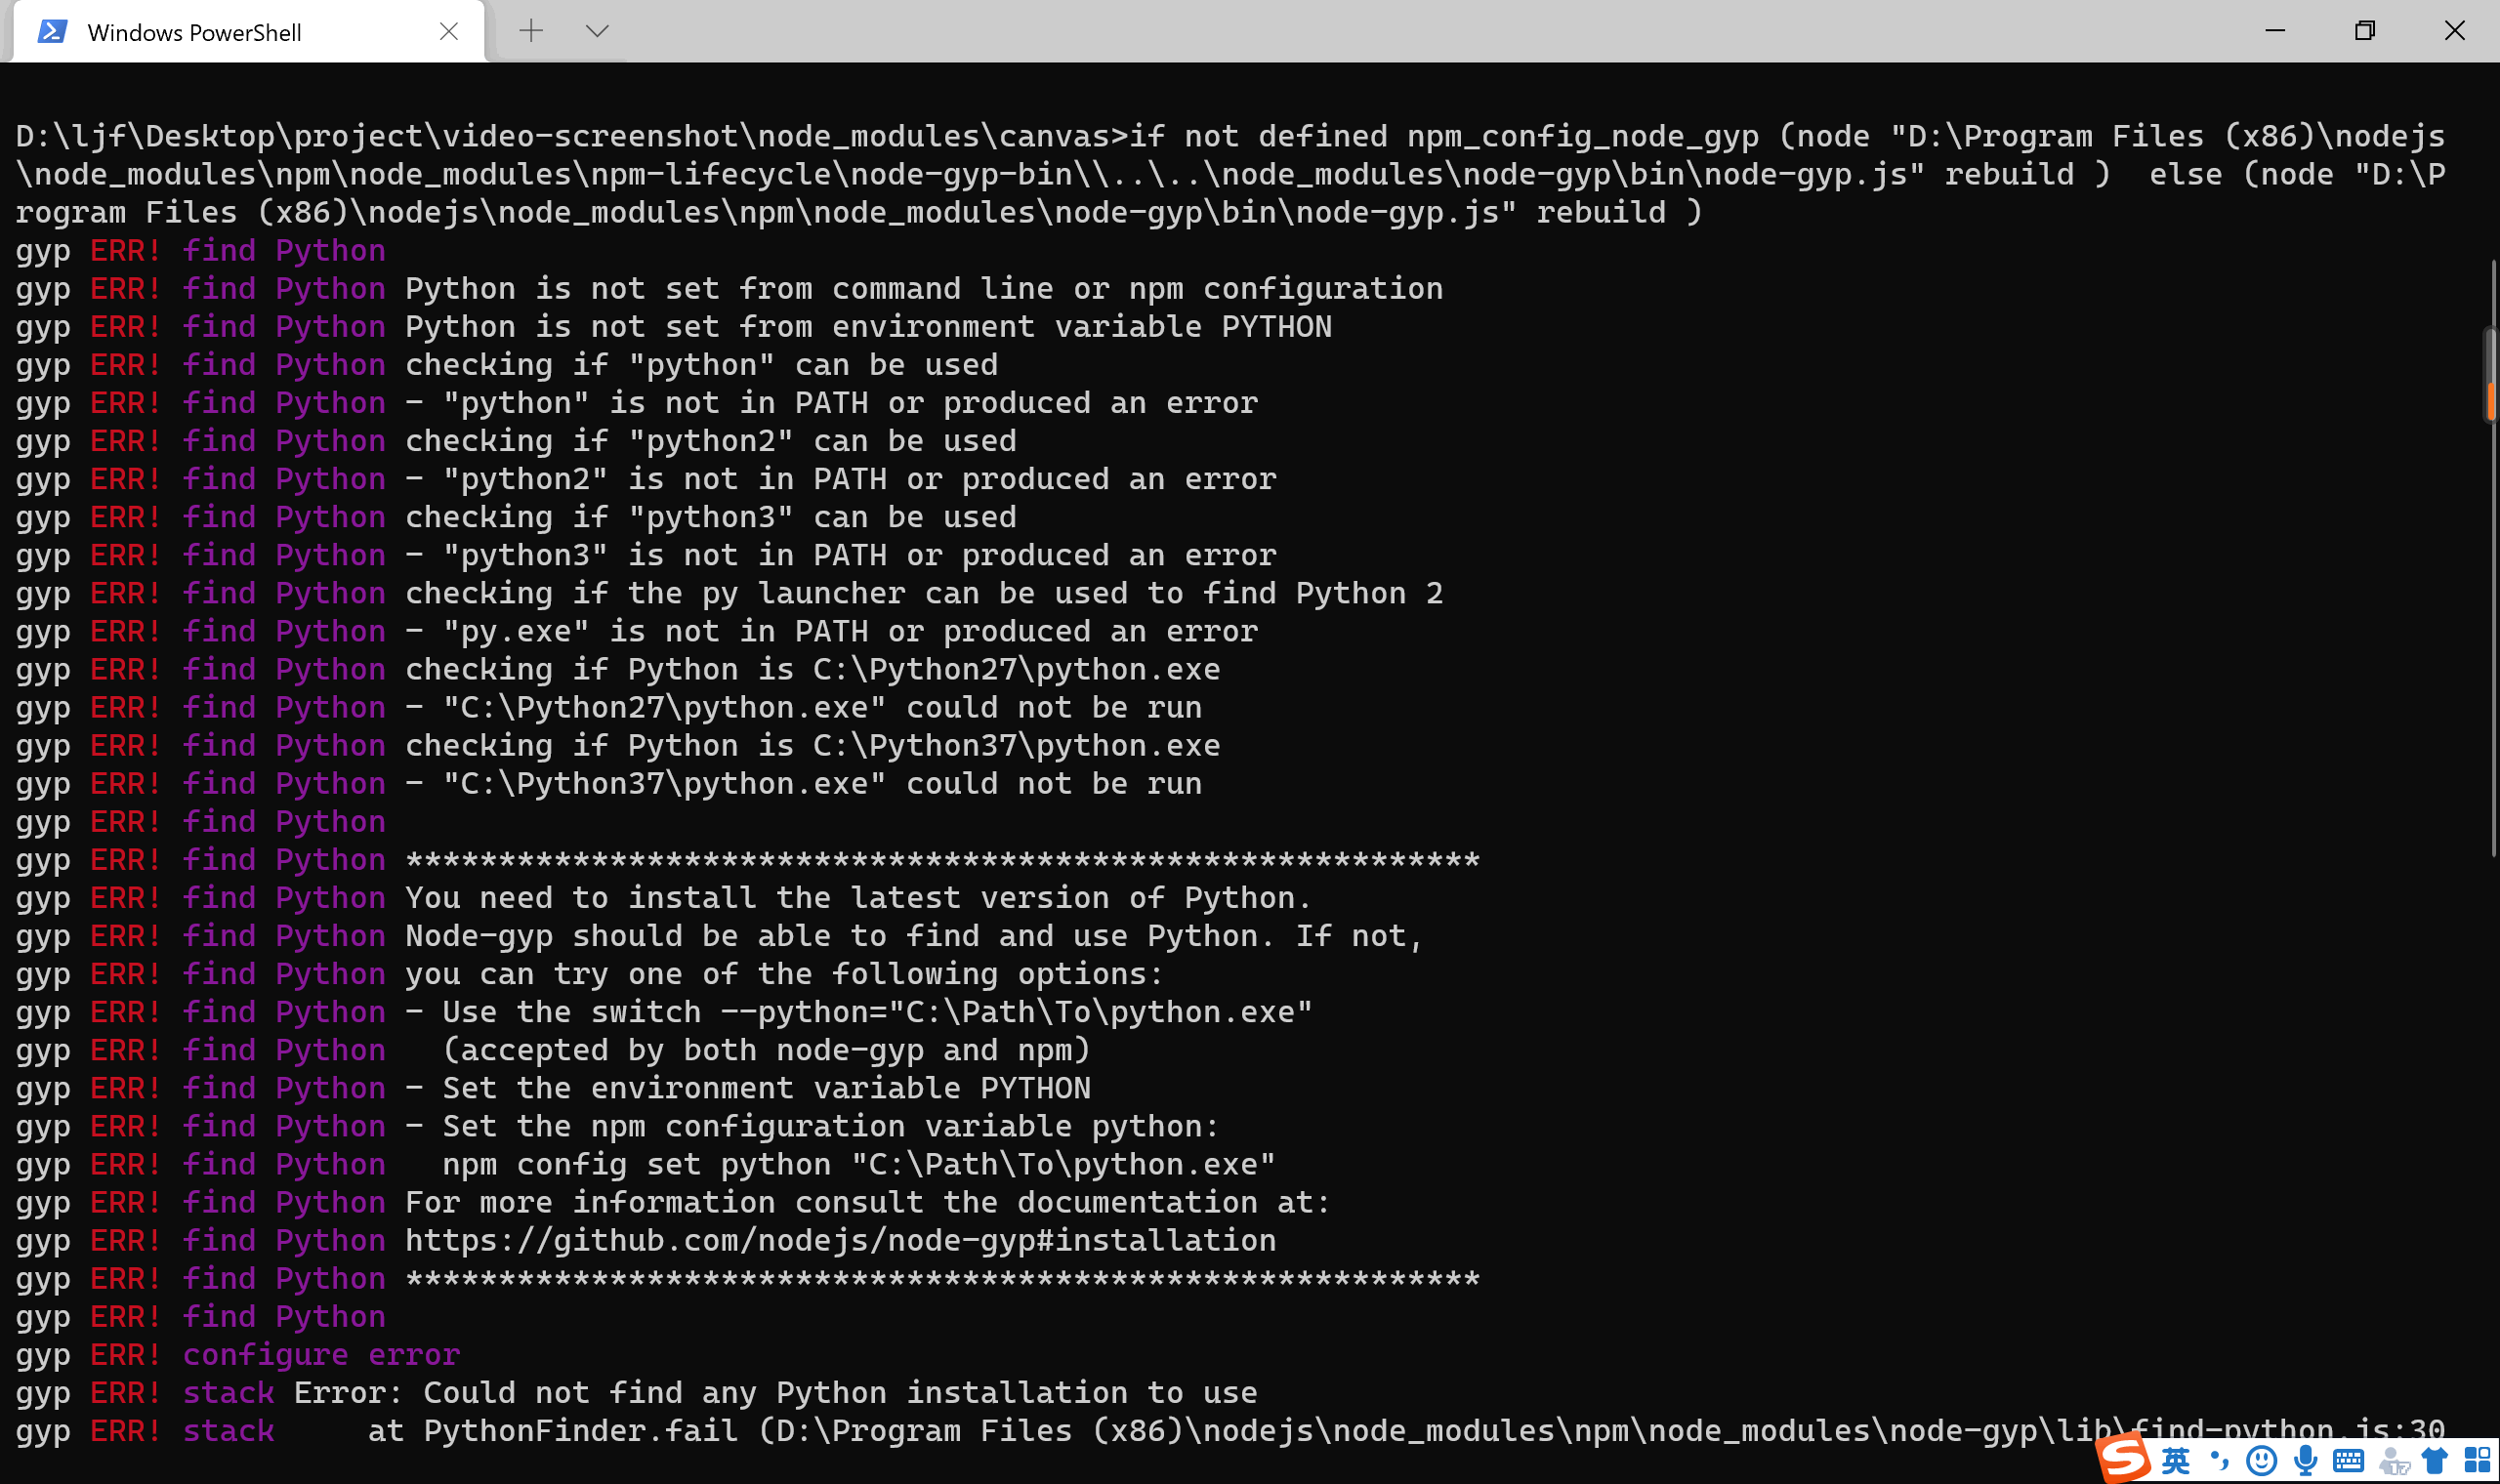 Windows PowerShell
D:\ljf\Desktop\project\video-screenshot\node_modules\canvas>if not defined npm_config_node_gyp (node "D:\Program Files (x86)\nodejs
\node_modules\npm\node_modules\npm-lifecycle\node-gyp-bin\\..\..\node_modules\node-gyp\bin\node-gyp.js" rebuild )  else (node "D:\P
rogram Files (x86)\nodejs\node_modules\npm\node_modules\node-gyp\bin\node-gyp.js" rebuild )
gyp ERR! find Python
gyp ERR! find Python Python is not set from command line or npm configuration
gyp ERR! find Python Python is not set from environment variable PYTHON
gyp ERR! find Python checking if "python" can be used
gyp ERR! find Python - "python" is not in PATH or produced an error
gyp ERR! find Python checking if "python2" can be used
gyp ERR! find Python - "python2" is not in PATH or produced an error
gyp ERR! find Python checking if "python3" can be used
gyp ERR! find Python - "python3" is not in PATH or produced an error
gyp ERR! find Python checking if the py launcher can be used to find Python 2
gyp ERR! find Python - "py.exe" is not in PATH or produced an error
gyp ERR! find Python checking if Python is C:\Python27\python.exe
gyp ERR! find Python - "C:\Python27\python.exe" could not be run
gyp ERR! find Python checking if Python is C:\Python37\python.exe
gyp ERR! find Python - "C:\Python37\python.exe" could not be run
gyp ERR! find Python
gyp ERR! find Python **********************************************************
gyp ERR! find Python You need to install the latest version of Python.
gyp ERR! find Python Node-gyp should be able to find and use Python. If not,
gyp ERR! find Python you can try one of the following options:
gyp ERR! find Python - Use the switch --python="C:\Path\To\python.exe"
gyp ERR! find Python   (accepted by both node-gyp and npm)
gyp ERR! find Python - Set the environment variable PYTHON
gyp ERR! find Python - Set the npm configuration variable python:
gyp ERR! find Python   npm config set python "C:\Path\To\python.exe"
gyp ERR! find Python For more information consult the documentation at:
gyp ERR! find Python https://github.com/nodejs/node-gyp#installation
gyp ERR! find Python **********************************************************
gyp ERR! find Python
gyp ERR! configure error
gyp ERR! stack Error: Could not find any Python installation to use
gyp ERR! stack     at PythonFinder.fail (D:\Program Files (x86)\nodejs\node_modules\npm\node_modules\node-gyp\lib\find-python.js:30
英
17